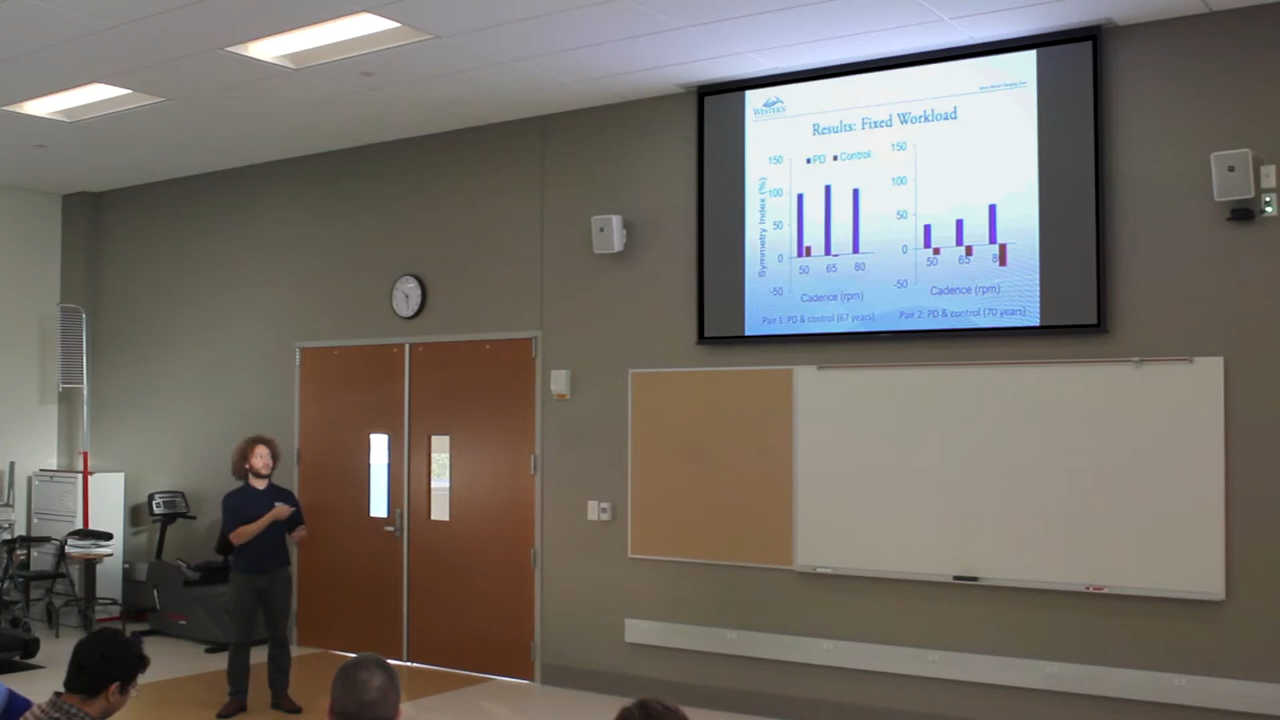 WESTERN
Results: Fixed Workload
150
100
50
0
-50
Symmetry Index (%)
PD Control
50 65 80
Cadence (rpm)
Pair 1: PD & control (67 years)
150
100
50
0
-50
50 65 80
Cadence (rpm)
Pair 2: PD & control (70 years)